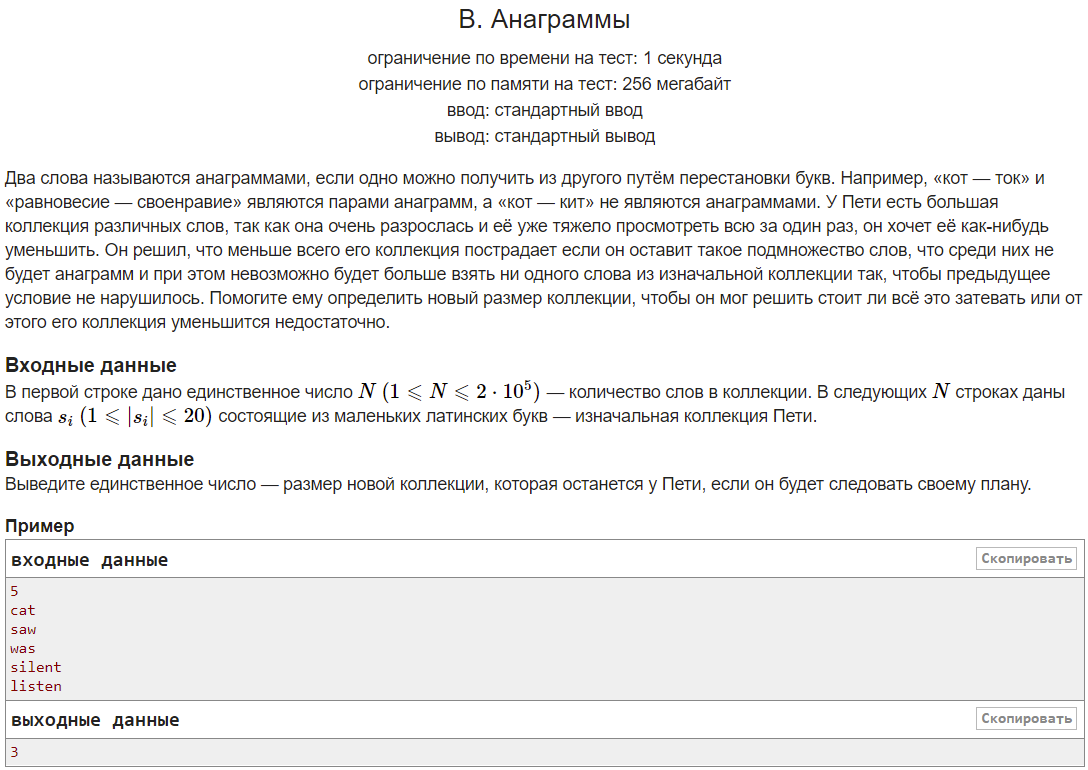 B. Анаграммы
ограничение по времени на тест: 1 секунда
ограничение по памяти на тест: 256 мегабайт
ввод: стандартный ввод
вывод: стандартный вывод
Два слова называются анаграммами, если одно можно получить из другого путём перестановки букв. Например, «кот — ток» и
«равновесие — своенравие» являются парами анаграмм, а «кот — кит» не являются анаграммами. У Пети есть большая
коллекция различных слов, так как она очень разрослась и её уже тяжело просмотреть всю за один раз, он хочет её как-нибудь
уменьшить. Он решил, что меньше всего его коллекция пострадает если он оставит такое подмножество слов, что среди них не
будет анаграмм и при этом невозможно будет больше взять ни одного слова из изначальной коллекции так, чтобы предыдущее
условие не нарушилось. Помогите ему определить новый размер коллекции, чтобы он мог решить стоит ли всё это затевать или от
этого его коллекция уменьшится недостаточно.
Входные данные
В первой строке дано единственное число N (1 ⩽ N ⩽ 2 · 10⁵) — количество слов в коллекции. В следующих N строках даны
слова sᵢ (1 ⩽ |sᵢ| ⩽ 20) состоящие из маленьких латинских букв — изначальная коллекция Пети.
Выходные данные
Выведите единственное число — размер новой коллекции, которая останется у Пети, если он будет следовать своему плану.
Пример
входные данные Скопировать
5
cat
saw
was
silent
listen
выходные данные Скопировать
3